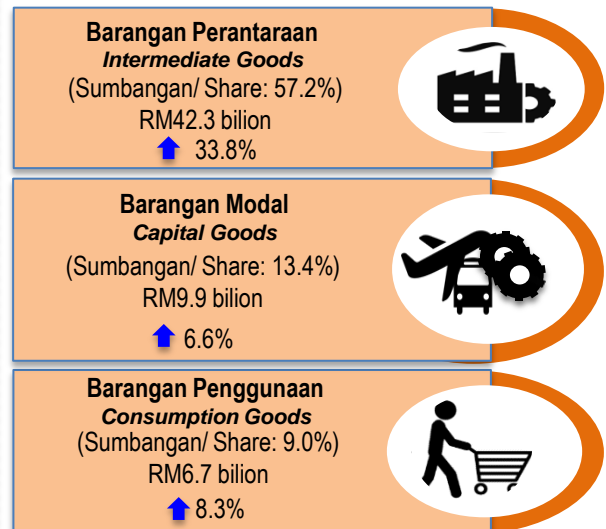 Barangan Perantaraan
Intermediate Goods
(Sumbangan/ Share: 57.2%)
RM42.3 bilion
33.8%
Barangan Modal
Capital Goods
(Sumbangan/ Share: 13.4%)
RM9.9 bilion
6.6%
Barangan Penggunaan
Consumption Goods
(Sumbangan/ Share: 9.0%)
RM6.7 bilion
8.3%